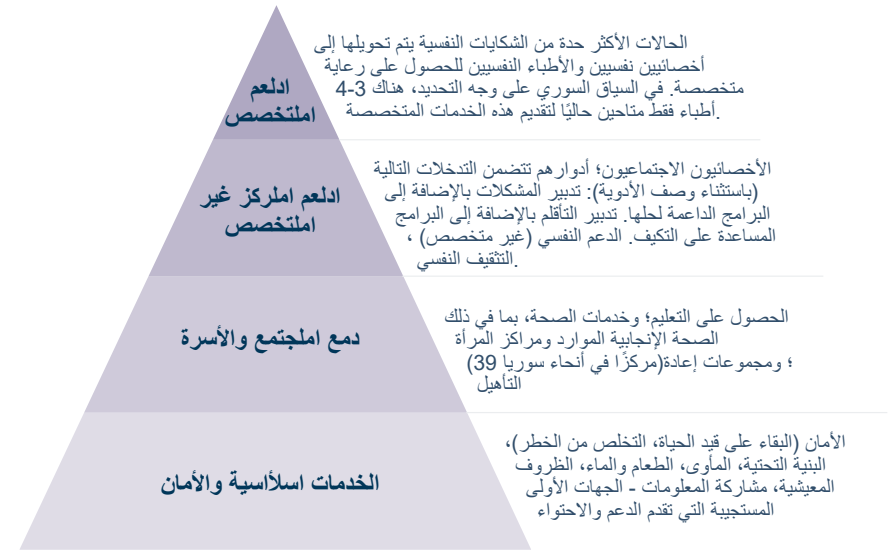 الحالات الأكثر حدة من الشكايات النفسية يتم تحويلها إلى
أخصائيين نفسيين والأطباء النفسيين للحصول على رعاية
متخصصة. في السياق السوري على وجه التحديد، هناك 3-4
أطباء فقط متاحين حاليًا لتقديم هذه الخدمات المتخصصة.
ادلعم
املتخصص
الأخصائيون الاجتماعيون؛ أدوارهم تتضمن التدخلات التالية
(باستثناء وصف الأدوية): تدبير المشكلات بالإضافة إلى
البرامج الداعمة لحلها. تدبير التأقلم بالإضافة إلى البرامج
المساعدة على التكيف. الدعم النفسي (غير متخصص) ،
التثقيف النفسي.
ادلعم املركز غير
املتخصص
الحصول على التعليم؛ وخدمات الصحة، بما في ذلك
الصحة الإنجابية الموارد ومراكز المرأة
(39 مركزًا في أنحاء سوريا)؛ ومجموعات إعادة
التأهيل
دمع املجتمع والأسرة
الأمان (البقاء على قيد الحياة، التخلص من الخطر)،
البنية التحتية، المأوى، الطعام والماء، الظروف
المعيشية، مشاركة المعلومات - الجهات الأولى
المستجيبة التي تقدم الدعم والاحتواء
الخدمات اسلأاسية والأمان